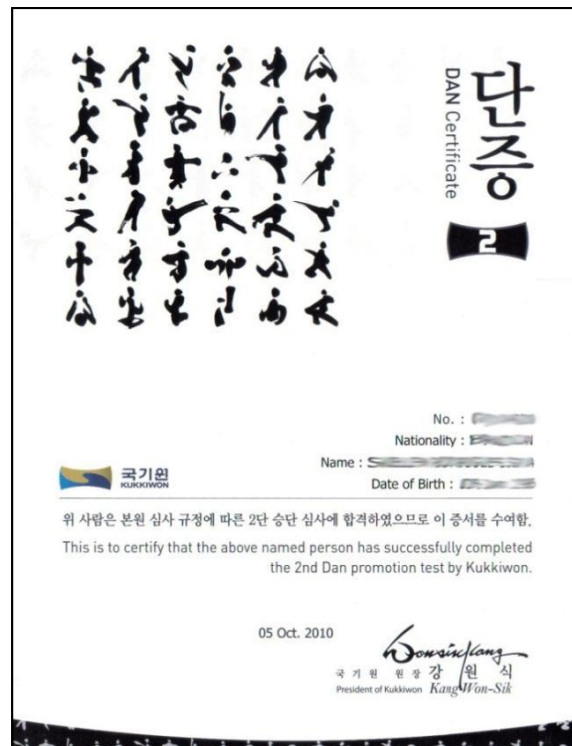 단증
DAN Certificate
2
No. :
Nationality :
Name :
Date of Birth :
국기원
KUKKIWON
위 사람은 본원 심사 규정에 따른 2단 승단 심사에 합격하였으므로 이 증서를 수여함.
This is to certify that the above named person has successfully completed
the 2nd Dan promotion test by Kukkiwon.
05 Oct. 2010
Wonsik Kang
국 기 원 원 장 강 원 식
President of Kukkiwon Kang Won-Sik